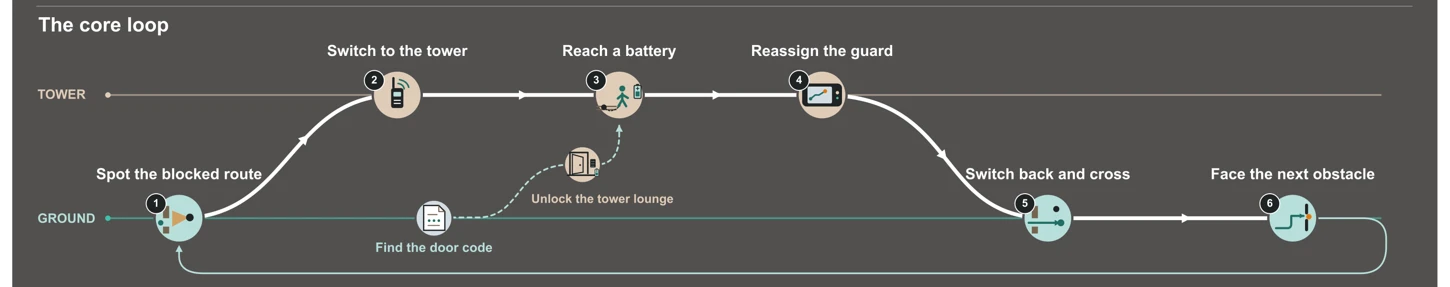 The core loop
Switch to the tower
Reach a battery
Reassign the guard
2
3
4
TOWER
Spot the blocked route
Switch back and cross
Face the next obstacle
Unlock the tower lounge
1
5
6
GROUND
Find the door code